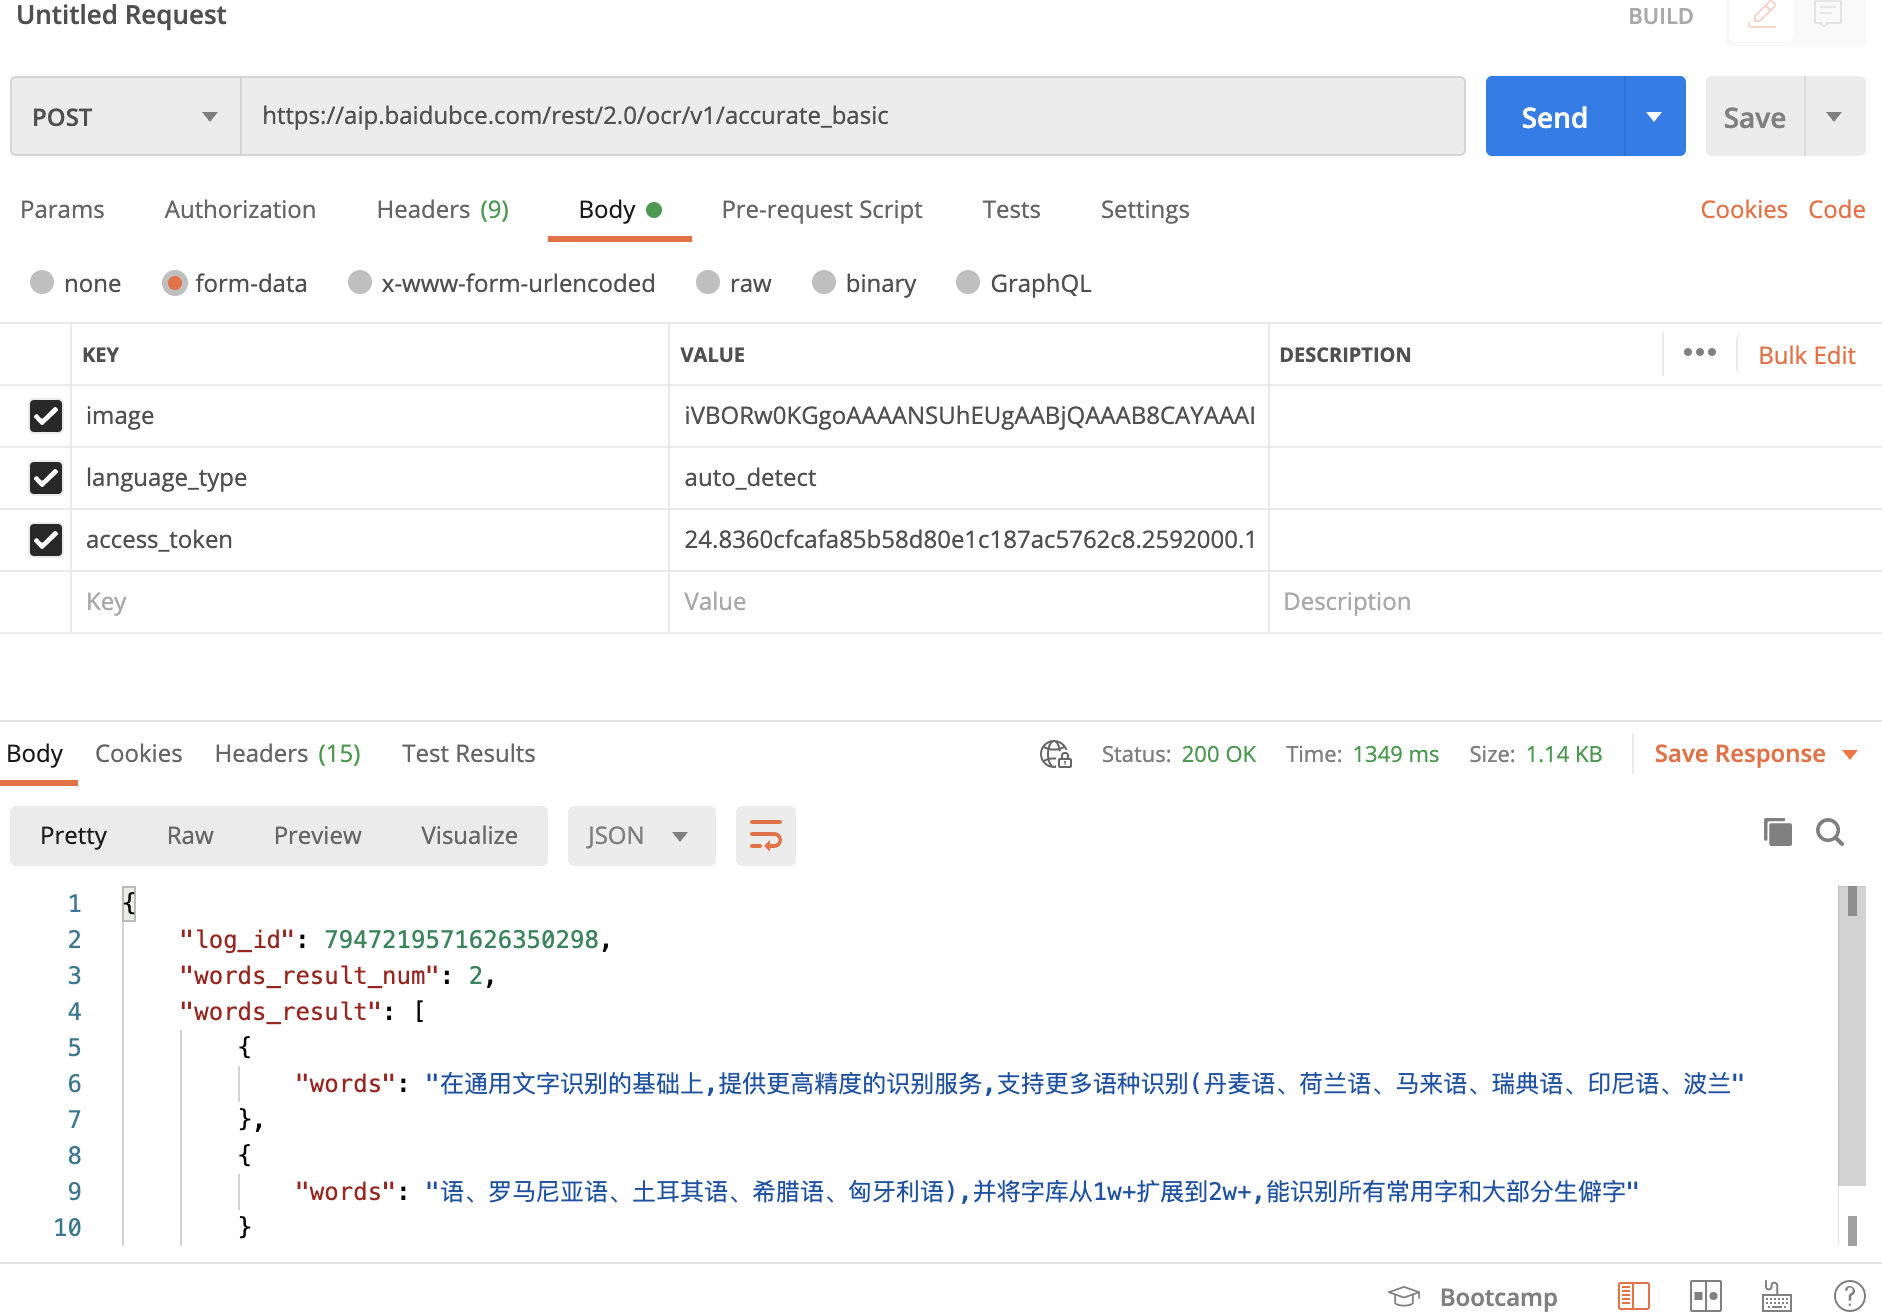 Untitled Request
BUILD
POST https://aip.baidubce.com/rest/2.0/ocr/v1/accurate_basic Send Save
Params Authorization Headers (9) Body Pre-request Script Tests Settings Cookies Code
none form-data x-www-form-urlencoded raw binary GraphQL
KEY VALUE DESCRIPTION ••• Bulk Edit
image iVBORw0KGgoAAAANSUhEUgAABjQAAAB8CAYAAAI
language_type auto_detect
access_token 24.8360cfcafa85b58d80e1c187ac5762c8.2592000.1
Key Value Description
Body Cookies Headers (15) Test Results Status: 200 OK Time: 1349 ms Size: 1.14 KB Save Response
Pretty Raw Preview Visualize JSON
1 {
2 "log_id": 7947219571626350298,
3 "words_result_num": 2,
4 "words_result": [
5 {
6 "words": "在通用文字识别的基础上,提供更高精度的识别服务,支持更多语种识别(丹麦语、荷兰语、马来语、瑞典语、印尼语、波兰"
7 },
8 {
9 "words": "语、罗马尼亚语、土耳其语、希腊语、匈牙利语),并将字库从1w+扩展到2w+,能识别所有常用字和大部分生僻字"
10 }
Bootcamp